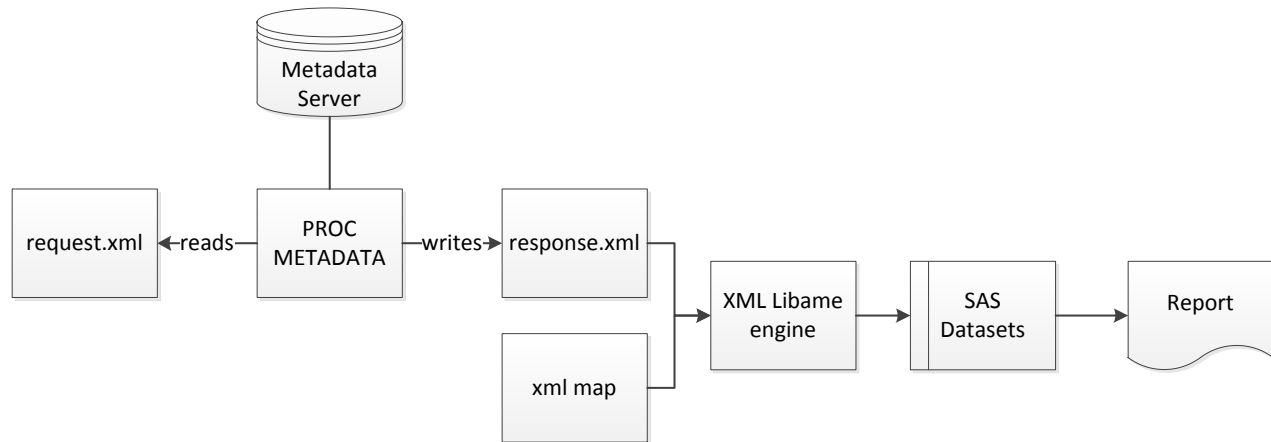 Metadata
Server
request.xml
reads
PROC
METADATA
writes
response.xml
XML Libame
engine
SAS
Datasets
Report
xml map